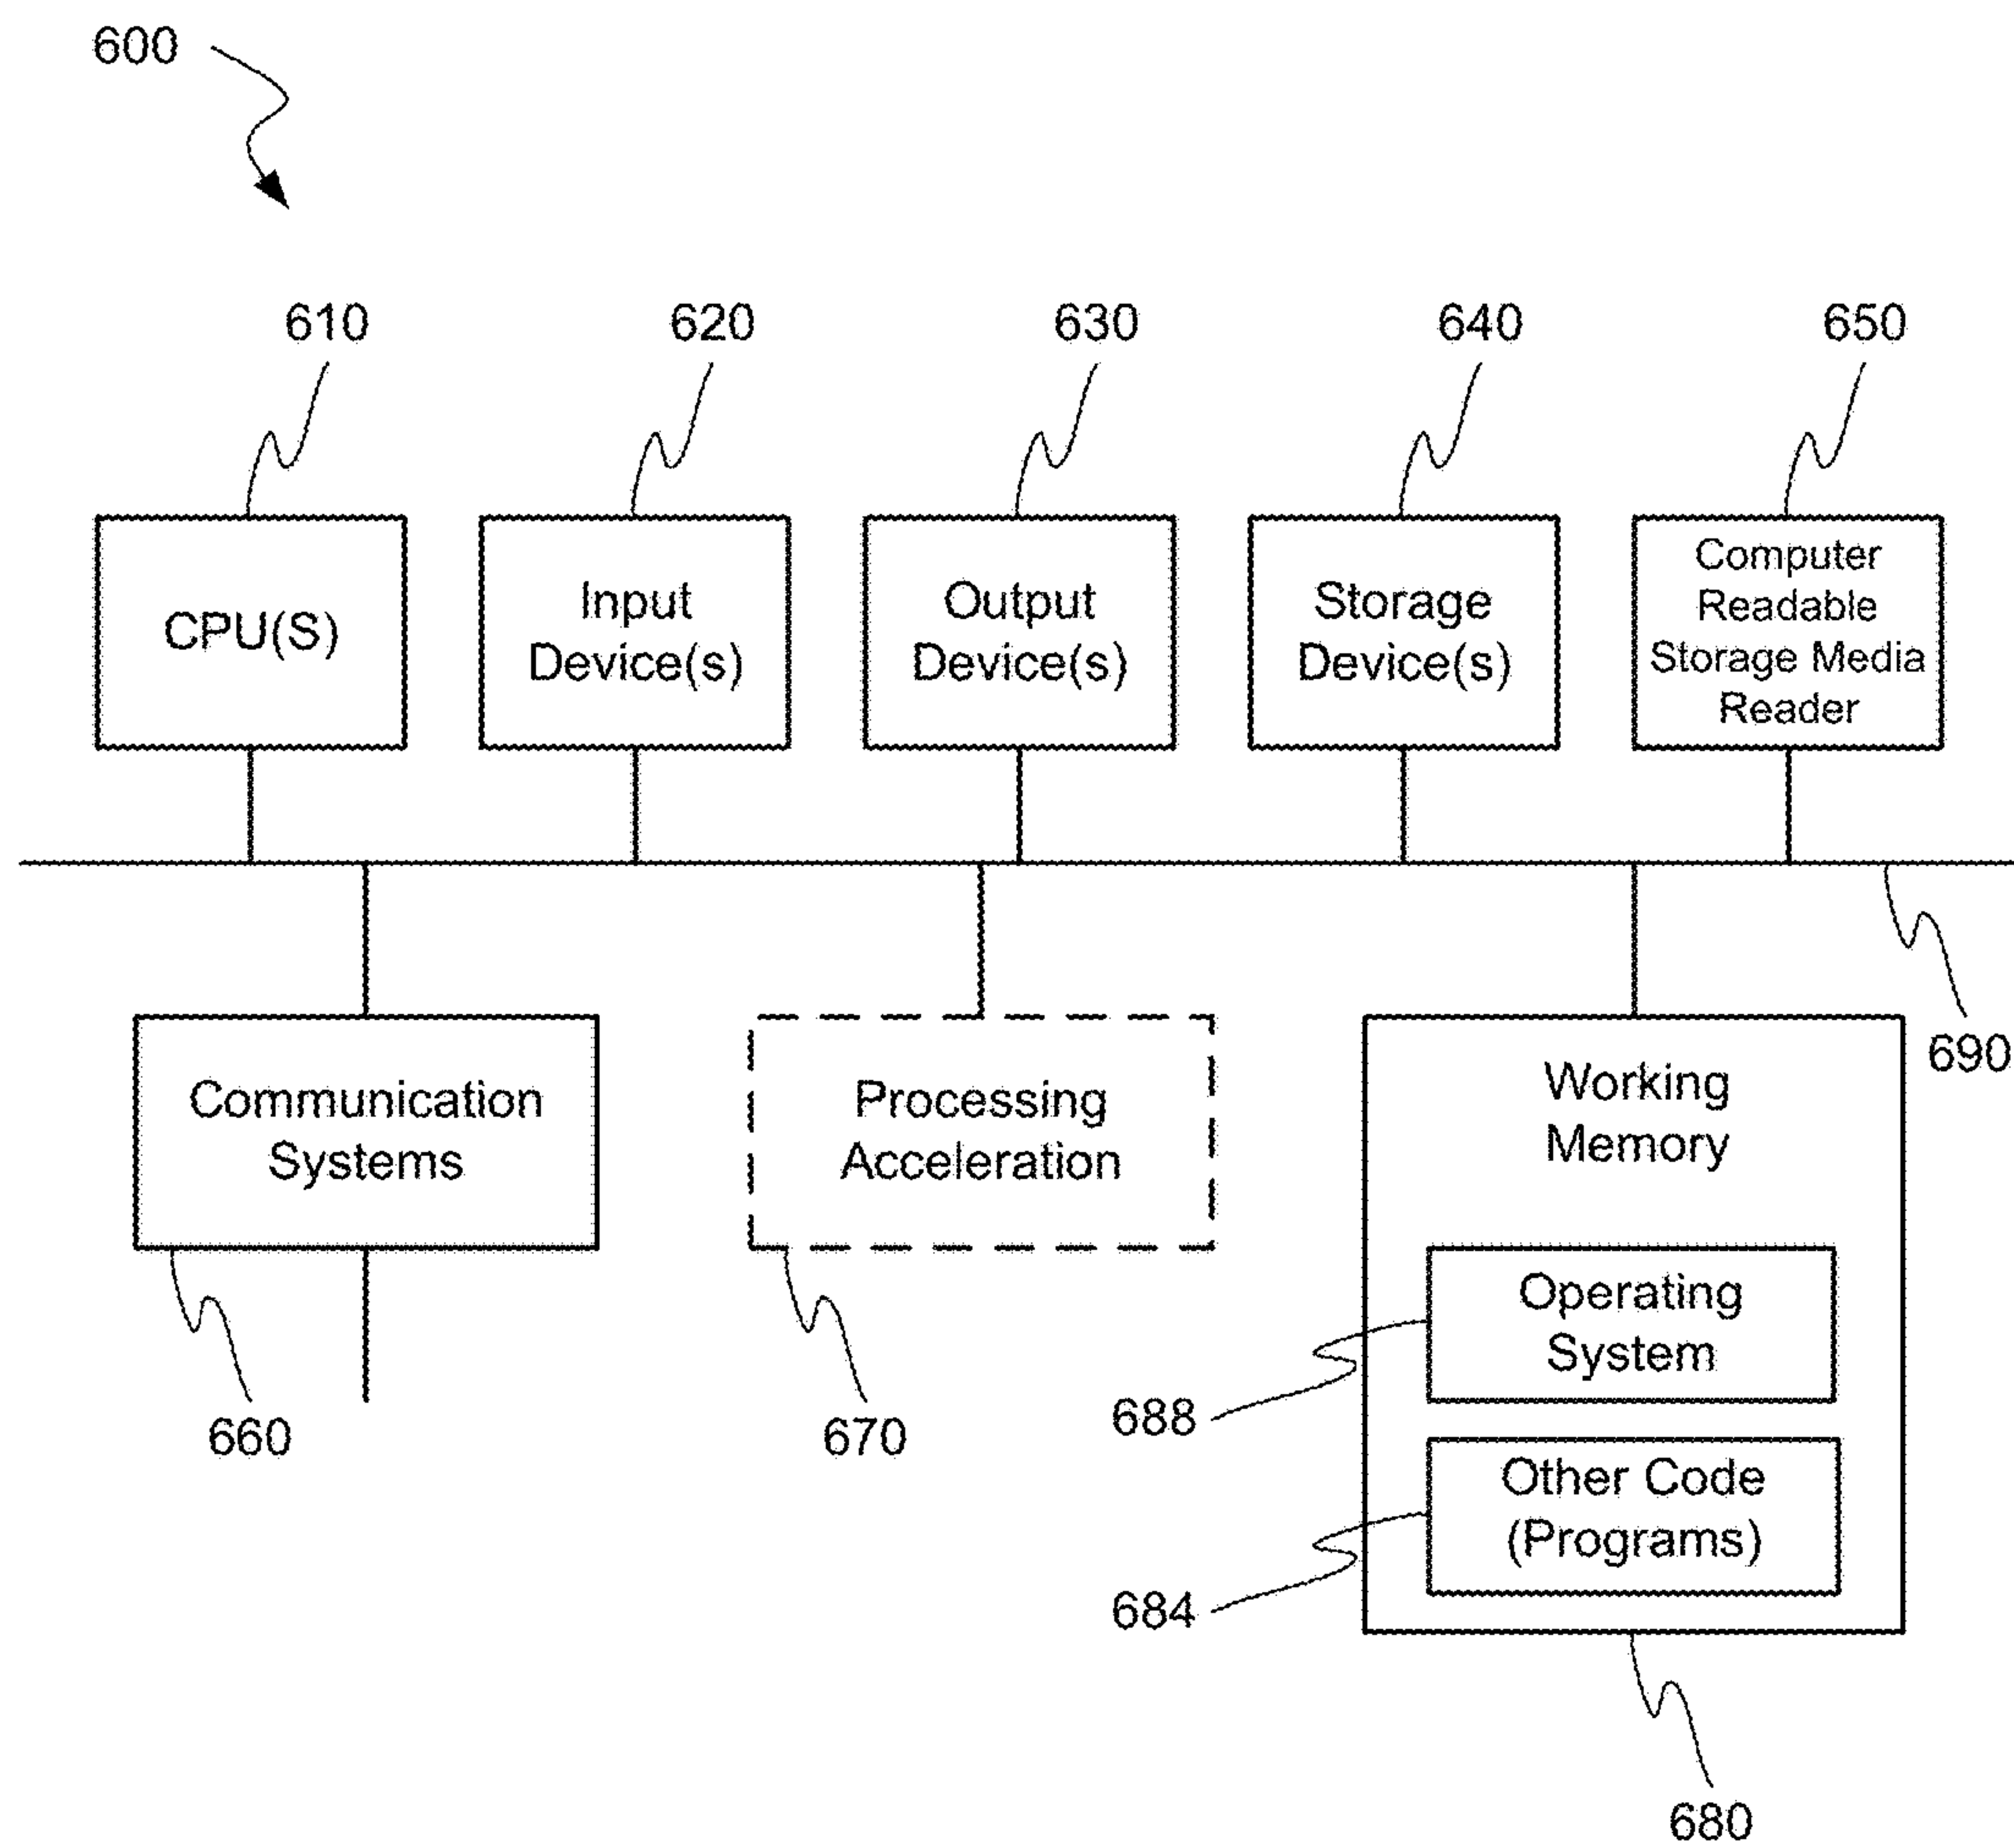 600
610
620
630
640
650
CPU(S)
Input
Device(s)
Output
Device(s)
Storage
Device(s)
Computer
Readable
Storage Media
Reader
690
Communication
Systems
Processing
Acceleration
Working
Memory
Operating
System
688
Other Code
(Programs)
684
660
670
680